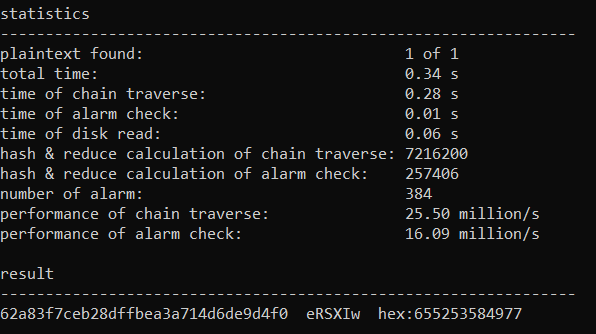 statistics
----------------------------------------------------------------
plaintext found: 1 of 1
total time: 0.34 s
time of chain traverse: 0.28 s
time of alarm check: 0.01 s
time of disk read: 0.06 s
hash & reduce calculation of chain traverse: 7216200
hash & reduce calculation of alarm check: 257406
number of alarm: 384
performance of chain traverse: 25.50 million/s
performance of alarm check: 16.09 million/s
result
----------------------------------------------------------------
62a83f7ceb28dffbea3a714d6de9d4f0 eRSXIw hex:655253584977